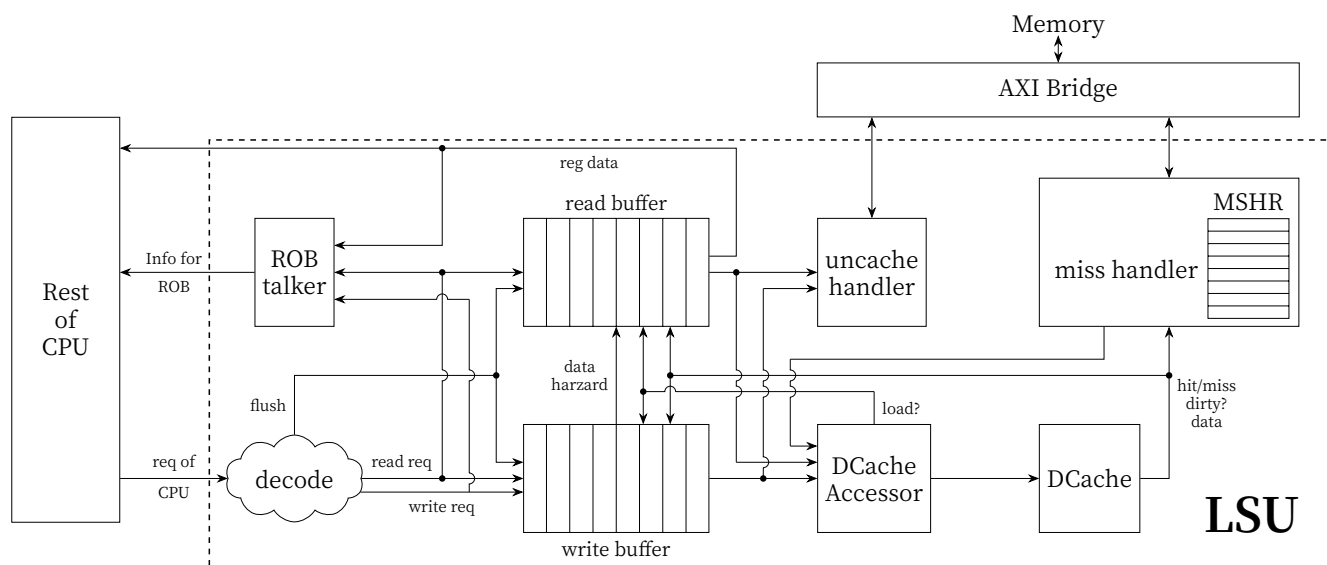 Memory
AXI Bridge
reg data
read buffer
MSHR
Info for
ROB
ROB
talker
uncache
handler
miss handler
Rest
of
CPU
data
harzard
flush
load?
hit/miss
dirty?
data
req of
CPU
decode
read req
write req
DCache
Accessor
DCache
LSU
write buffer